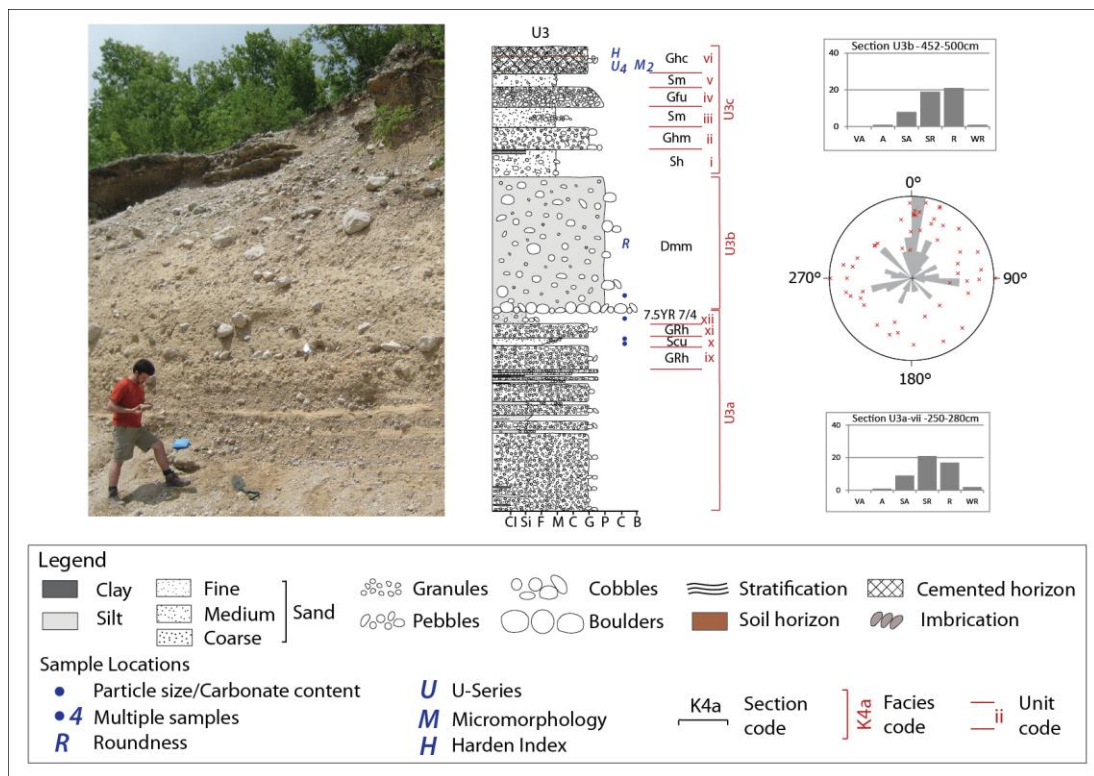 U3
H
U4 M2
Ghc vi
Sm v
Gfu iv
Sm iii
Ghm ii
Sh i
U3c
R
Dmm
U3b
7.5YR 7/4 xii
GRh xi
Scu x
GRh ix
U3a
Cl Si F M C G P C B
Section U3b - 452-500cm
40
20
0
VA A SA SR R WR
0°
270° 90°
180°
Section U3a-vii -250-280cm
40
20
0
VA A SA SR R WR
Legend
Clay Fine Granules Cobbles Stratification Cemented horizon
Silt Medium Sand Pebbles Boulders Soil horizon Imbrication
Coarse
Sample Locations
Particle size/Carbonate content U U-Series K4a Section code K4a Facies code ii Unit code
4 Multiple samples M Micromorphology
R Roundness H Harden Index